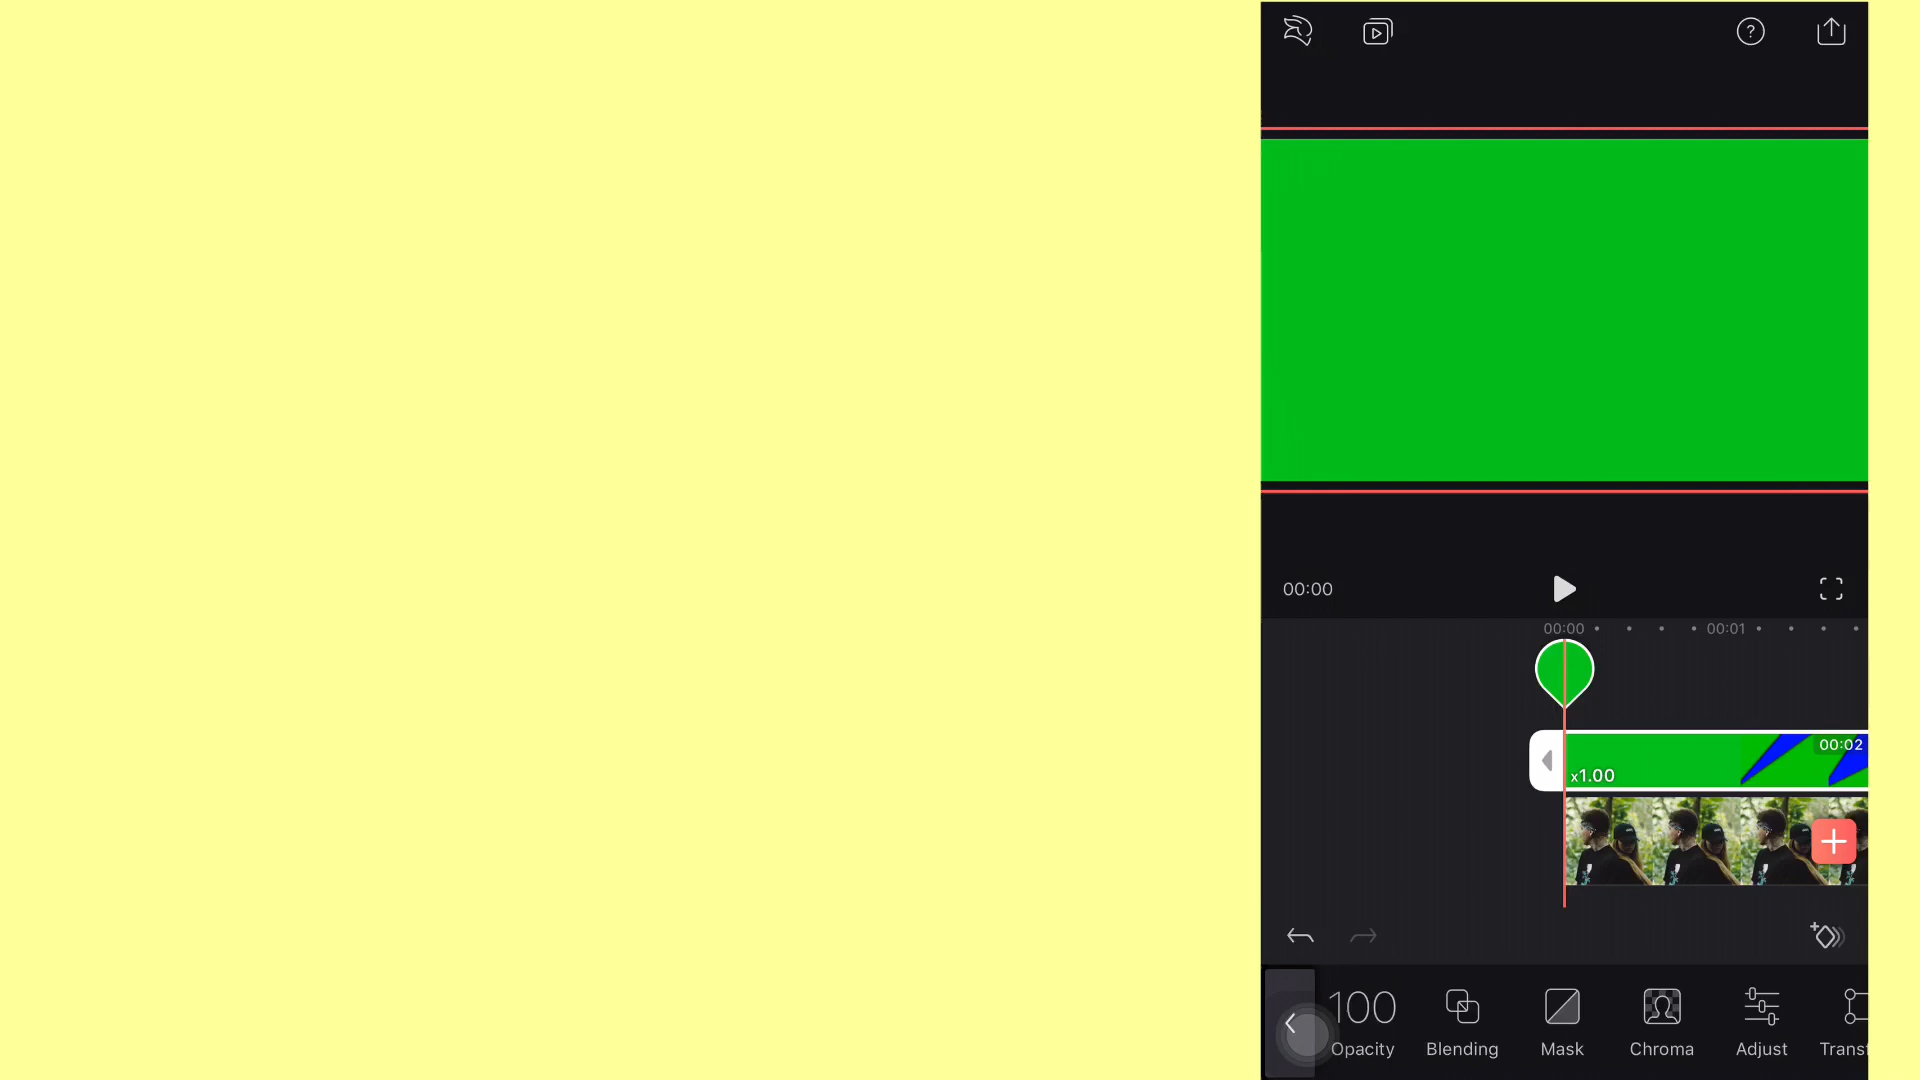 ?
00:00
00:00
00:01
00:02
x1.00
100
Opacity
Blending
Mask
Chroma
Adjust
Transf